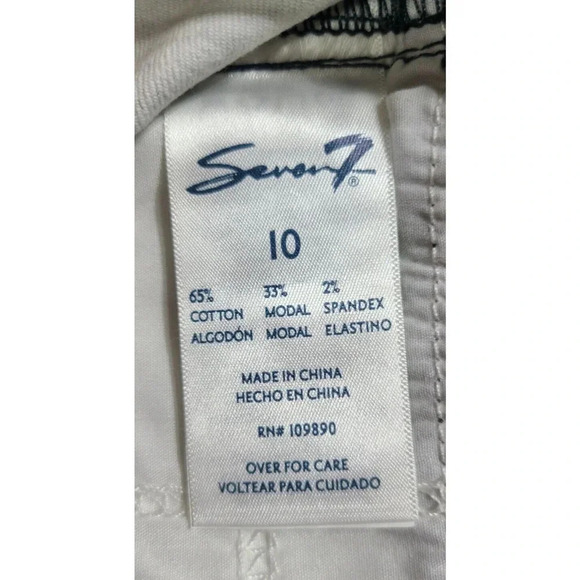 Seven7®
10
65% 33% 2%
COTTON MODAL SPANDEX
ALGODÓN MODAL ELASTINO
MADE IN CHINA
HECHO EN CHINA
RN# 109890
OVER FOR CARE
VOLTEAR PARA CUIDADO